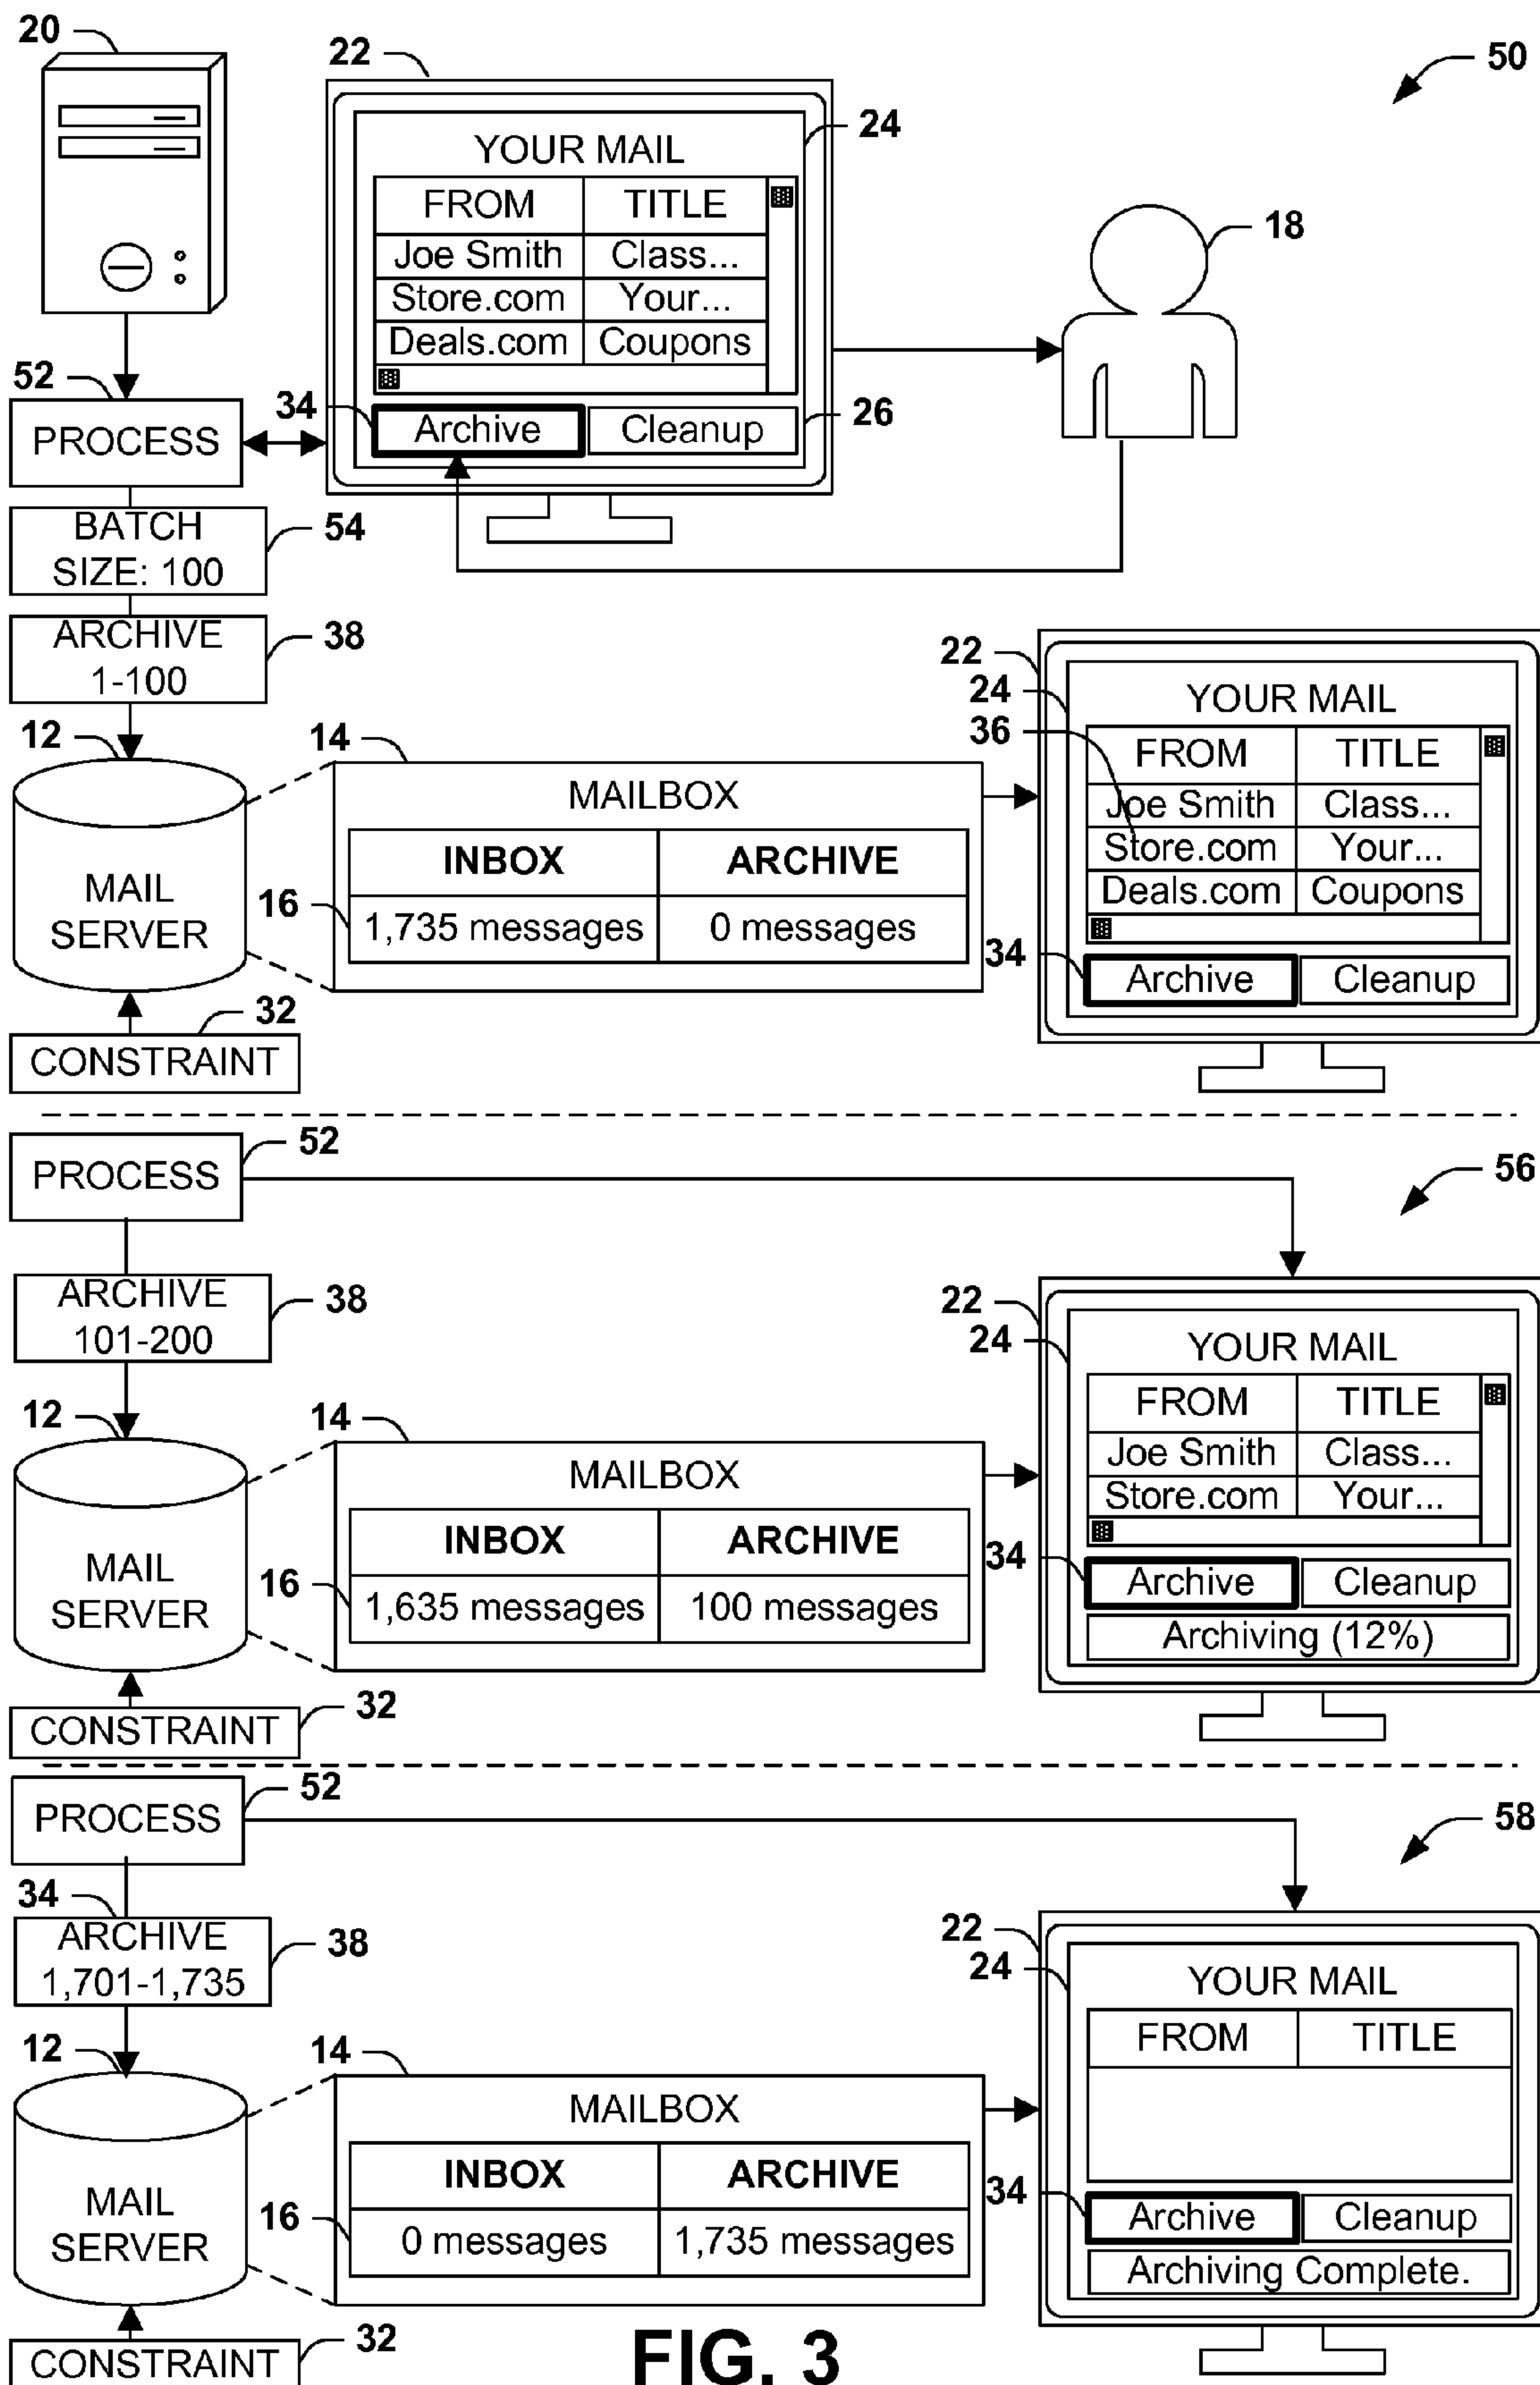 20
22
50
24
YOUR MAIL
FROM TITLE
18
Joe Smith Class...
Store.com Your...
Deals.com Coupons
52
34
26
PROCESS
Archive Cleanup
BATCH
SIZE: 100
54
ARCHIVE
1-100
38
22
24
YOUR MAIL
36
12
14
FROM TITLE
MAILBOX
Joe Smith Class...
INBOX ARCHIVE
Store.com Your...
MAIL
SERVER
Deals.com Coupons
16
1,735 messages 0 messages
34
Archive Cleanup
32
CONSTRAINT
52
PROCESS
56
ARCHIVE
101-200
38
22
24
YOUR MAIL
FROM TITLE
12
14
Joe Smith Class...
MAILBOX
Store.com Your...
INBOX ARCHIVE
34
MAIL
SERVER
Archive Cleanup
16
1,635 messages 100 messages
Archiving (12%)
32
CONSTRAINT
52
PROCESS
58
34
ARCHIVE
1,701-1,735
38
22
24
YOUR MAIL
FROM TITLE
12
14
MAILBOX
INBOX ARCHIVE
34
MAIL
SERVER
Archive Cleanup
16
0 messages 1,735 messages
Archiving Complete.
32
CONSTRAINT
FIG. 3